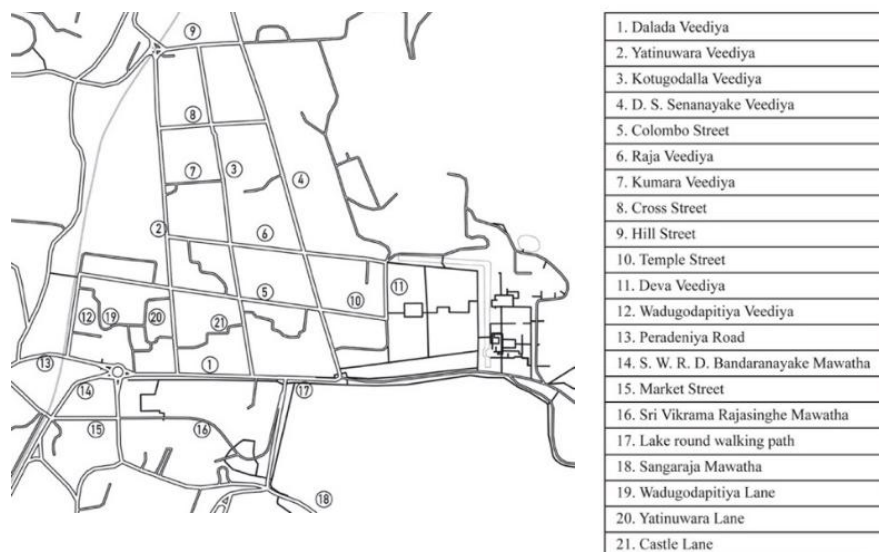 9
8
7
3
4
2
6
5
11
10
12
19
20
21
13
1
14
17
15
16
18
1. Dalada Veediya
2. Yatinuwara Veediya
3. Kotugodalla Veediya
4. D. S. Senanayake Veediya
5. Colombo Street
6. Raja Veediya
7. Kumara Veediya
8. Cross Street
9. Hill Street
10. Temple Street
11. Deva Veediya
12. Wadugodapitiya Veediya
13. Peradeniya Road
14. S. W. R. D. Bandaranayake Mawatha
15. Market Street
16. Sri Vikrama Rajasinghe Mawatha
17. Lake round walking path
18. Sangaraja Mawatha
19. Wadugodapitiya Lane
20. Yatinuwara Lane
21. Castle Lane